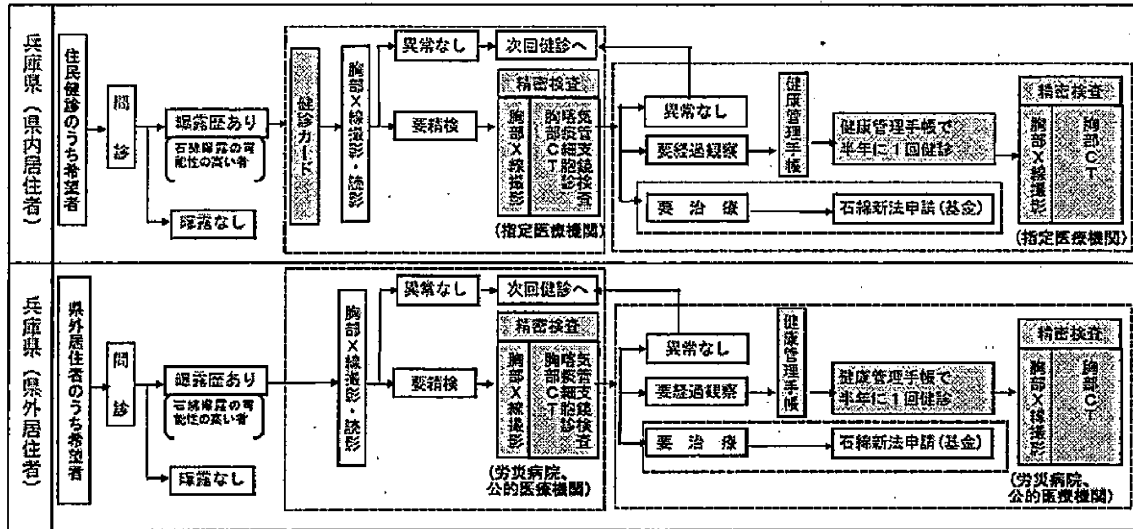 兵庫県（県内居住者）
住民健診のうち希望者
問診
曝露歴あり
石綿曝露の可
能性の高い者
曝露なし
健診カード
胸部X線撮影・読影
異常なし
次回健診へ
要精検
精密検査
胸部X線撮影
胸部CT
喀痰細胞診
気管支鏡検査
(指定医療機関)
異常なし
要経過観察
要治療
健康管理手帳
健康管理手帳で
半年に1回健診
石綿新法申請(基金)
精密検査
胸部X線撮影
胸部CT
(指定医療機関)
兵庫県（県外居住者）
県外居住者のうち希望者
問診
曝露歴あり
石綿曝露の可
能性の高い者
曝露なし
胸部X線撮影・読影
異常なし
次回健診へ
要精検
精密検査
胸部X線撮影
胸部CT
喀痰細胞診
気管支鏡検査
(労災病院、
公的医療機関)
異常なし
要経過観察
要治療
健康管理手帳
健康管理手帳で
半年に1回健診
石綿新法申請(基金)
精密検査
胸部X線撮影
胸部CT
(労災病院、
公的医療機関)